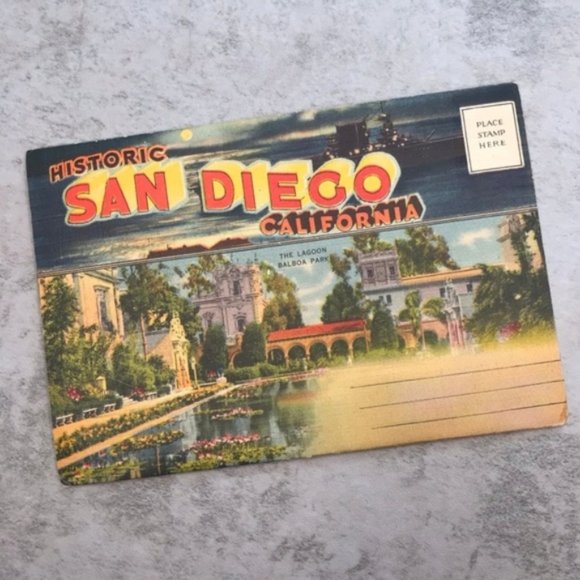 HISTORIC
SAN DIEGO
CALIFORNIA
PLACE
STAMP
HERE
THE LAGOON
BALBOA PARK